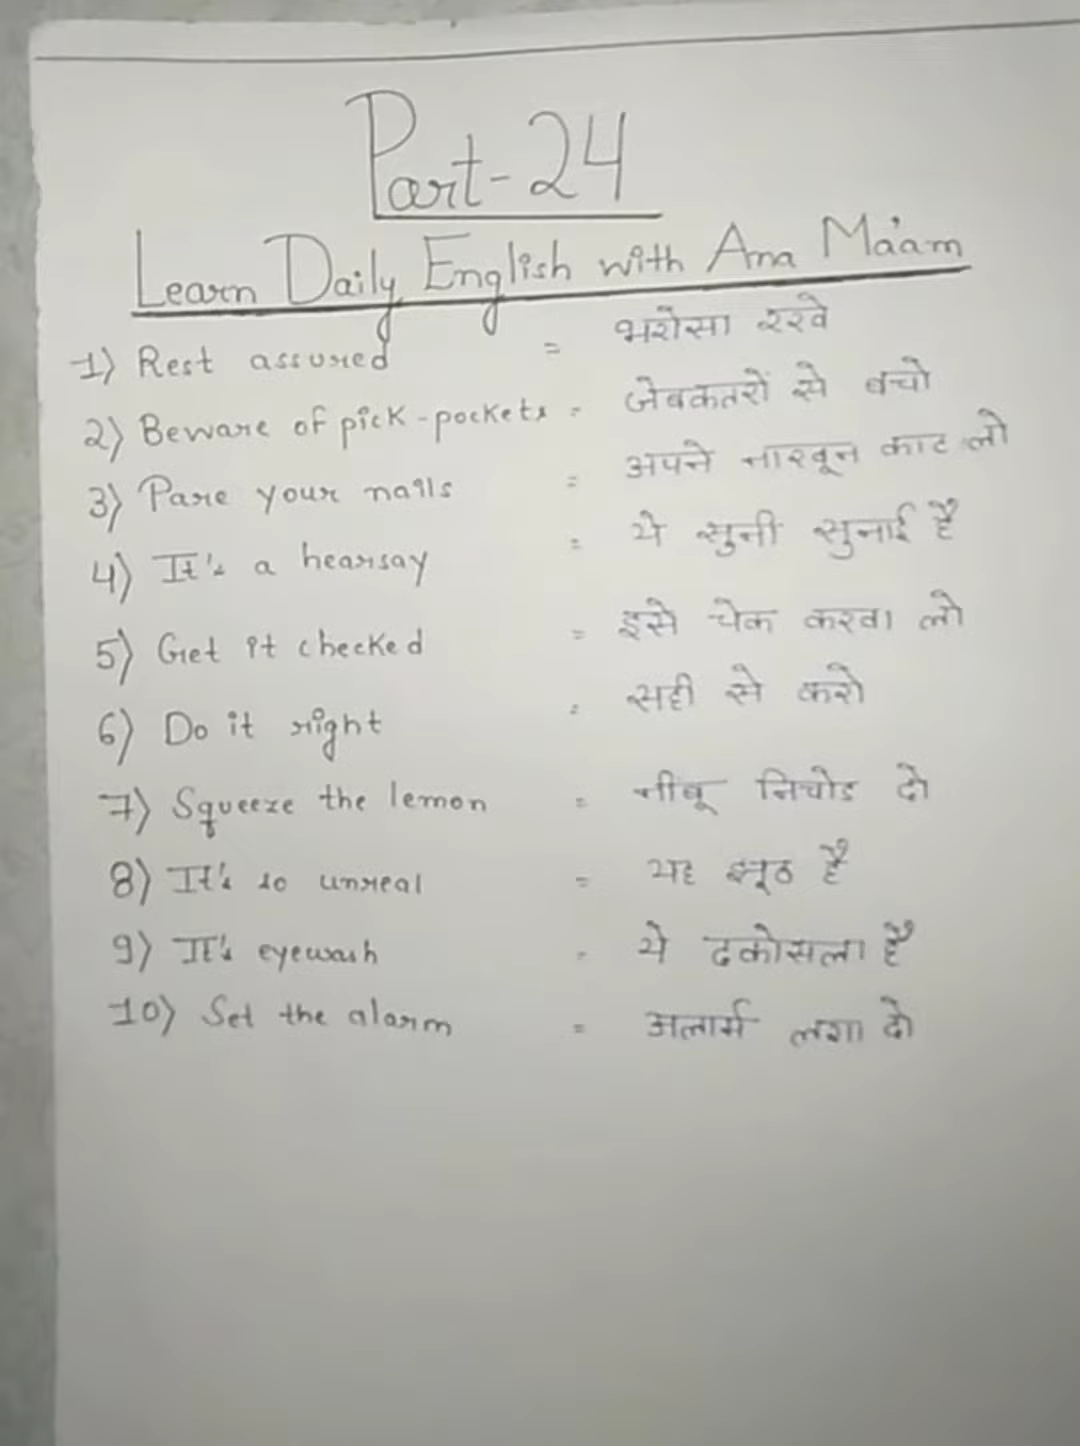 Part-24
Learn Daily English with Ana Ma'am
1) Rest assured = भरोसा रखे
2) Beware of pick-pockets = जेबकतरों से बचो
3) Pare your nails = अपने नाखून काट लो
4) It's a hearsay = ये सुनी सुनाई है
5) Get it checked = इसे चेक करवा लो
6) Do it right = सही से करो
7) Squeeze the lemon = नीबू निचोड दो
8) It's so unreal = यह झूठ है
9) It's eyewash = ये ढकोसला है
10) Set the alarm = अलार्म लगा दो